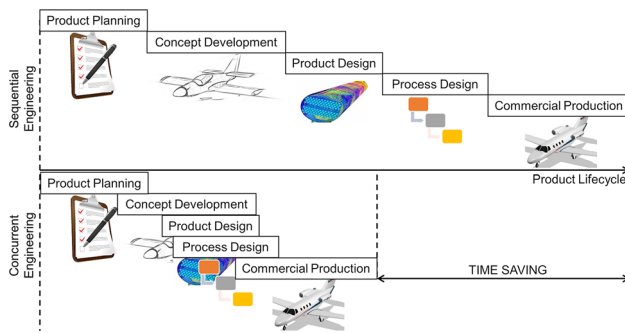 Product Planning
Concept Development
Product Design
Process Design
Commercial Production
Sequential
Engineering
Product Lifecycle
Product Planning
Concept Development
Product Design
Process Design
Commercial Production
Concurrent
Engineering
TIME SAVING